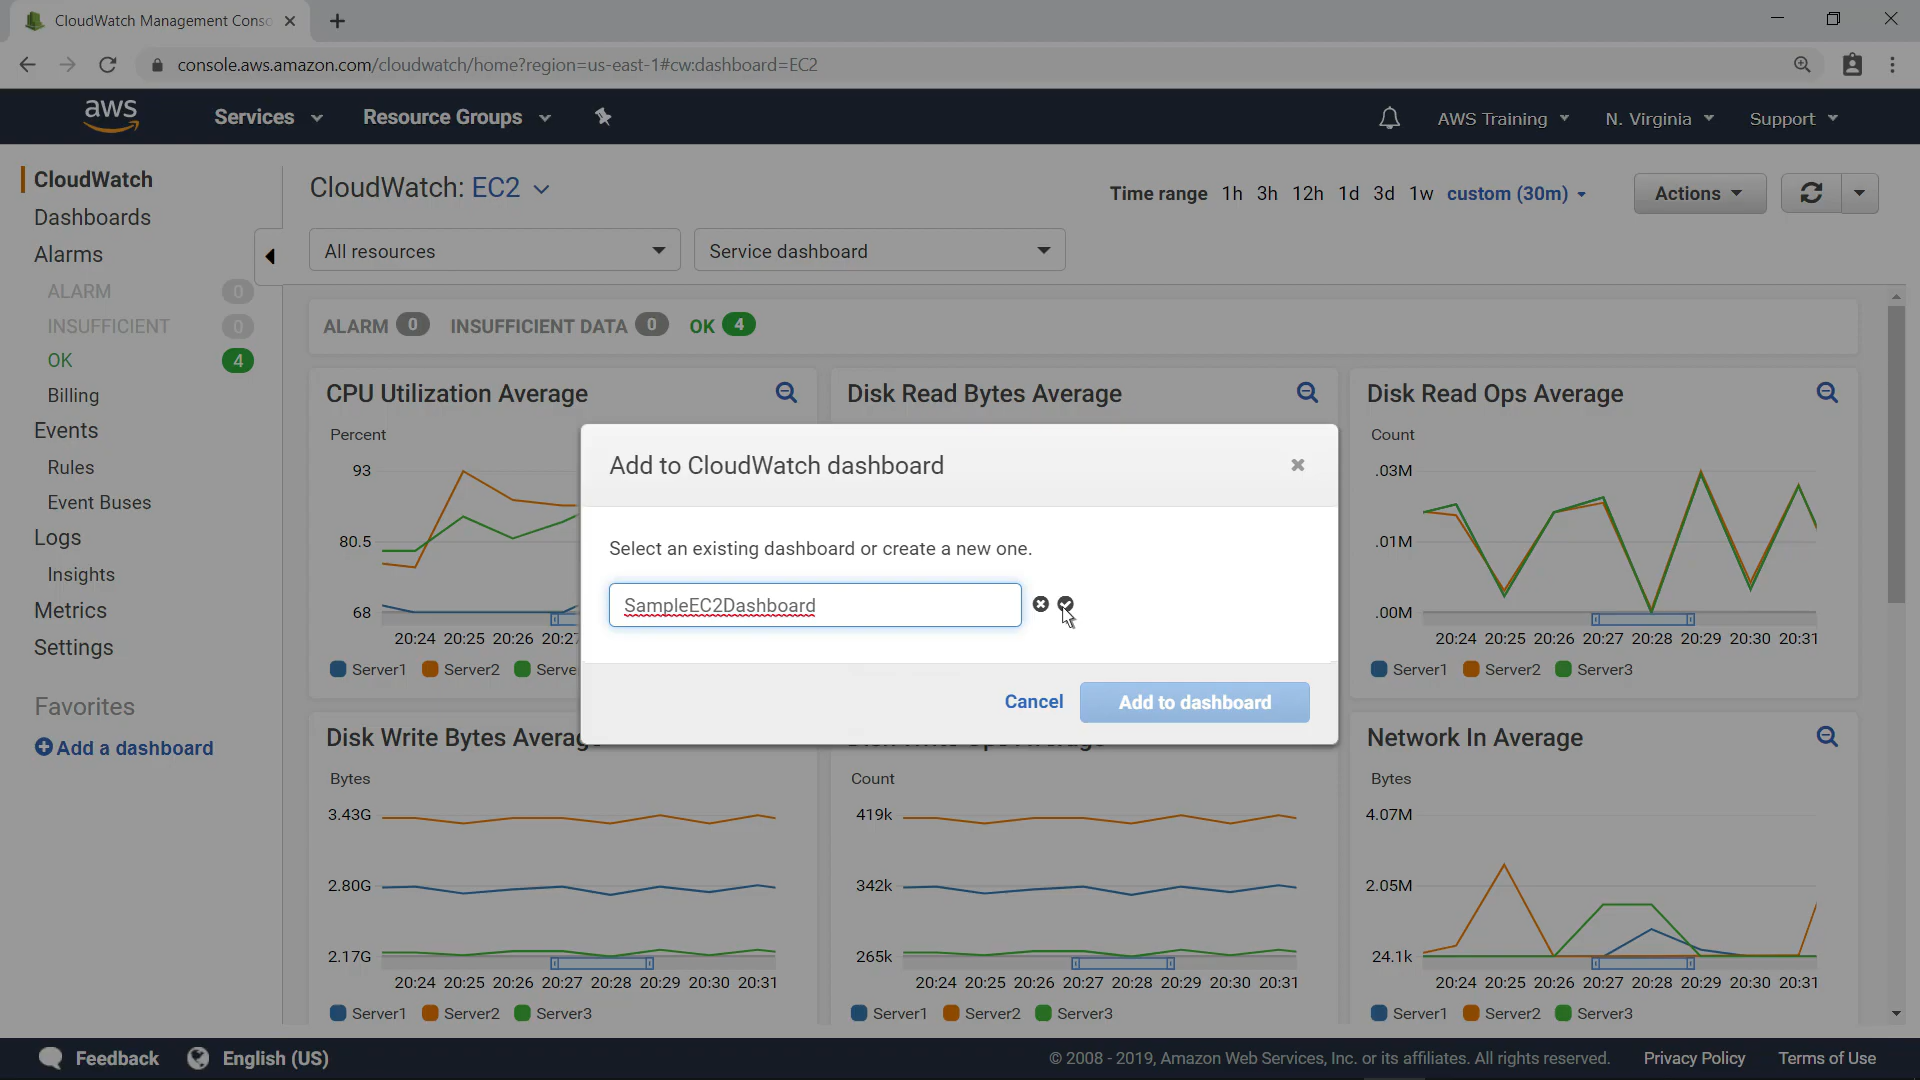 CloudWatch Management Conso
console.aws.amazon.com/cloudwatch/home?region=us-east-1#cw:dashboard=EC2
aws Services Resource Groups AWS Training N. Virginia Support
CloudWatch
Dashboards
Alarms
ALARM 0
INSUFFICIENT 0
OK 4
Billing
Events
Rules
Event Buses
Logs
Insights
Metrics
Settings
Favorites
Add a dashboard
CloudWatch: EC2
Time range 1h 3h 12h 1d 3d 1w custom (30m) Actions
All resources Service dashboard
ALARM 0 INSUFFICIENT DATA 0 OK 4
CPU Utilization Average
Percent
93
80.5
68
20:24 20:25 20:26 20:27
Server1 Server2 Serve
Disk Read Bytes Average
Disk Read Ops Average
Count
.03M
.01M
.00M
20:24 20:25 20:26 20:27 20:28 20:29 20:30 20:31
Server1 Server2 Server3
Add to CloudWatch dashboard
Select an existing dashboard or create a new one.
SampleEC2Dashboard
Cancel Add to dashboard
Disk Write Bytes Average
Bytes
3.43G
2.80G
2.17G
20:24 20:25 20:26 20:27 20:28 20:29 20:30 20:31
Server1 Server2 Server3
Count
419k
342k
265k
20:24 20:25 20:26 20:27 20:28 20:29 20:30 20:31
Server1 Server2 Server3
Network In Average
Bytes
4.07M
2.05M
24.1k
20:24 20:25 20:26 20:27 20:28 20:29 20:30 20:31
Server1 Server2 Server3
Feedback English (US) © 2008 - 2019, Amazon Web Services, Inc. or its affiliates. All rights reserved. Privacy Policy Terms of Use